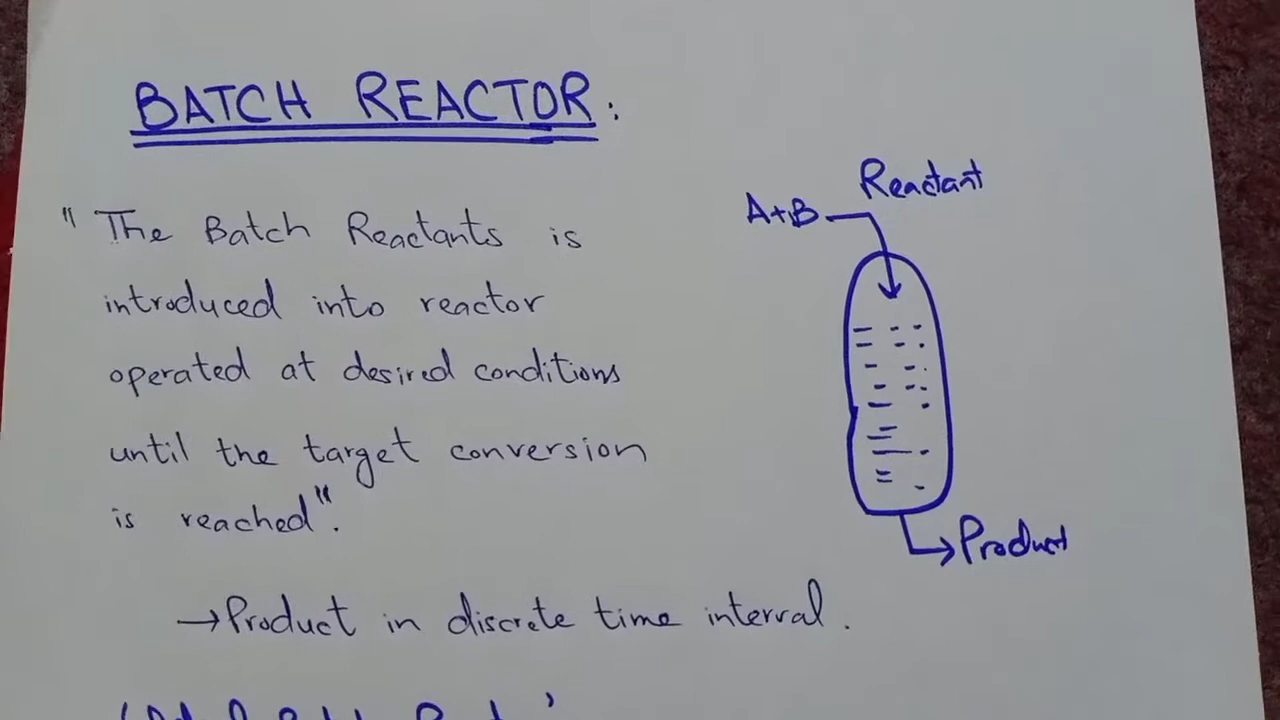 BATCH REACTOR:
"The Batch Reactants is
introduced into reactor
operated at desired conditions
until the target conversion
is reached".
→Product in discrete time interval.
Reactant
A+B
Product